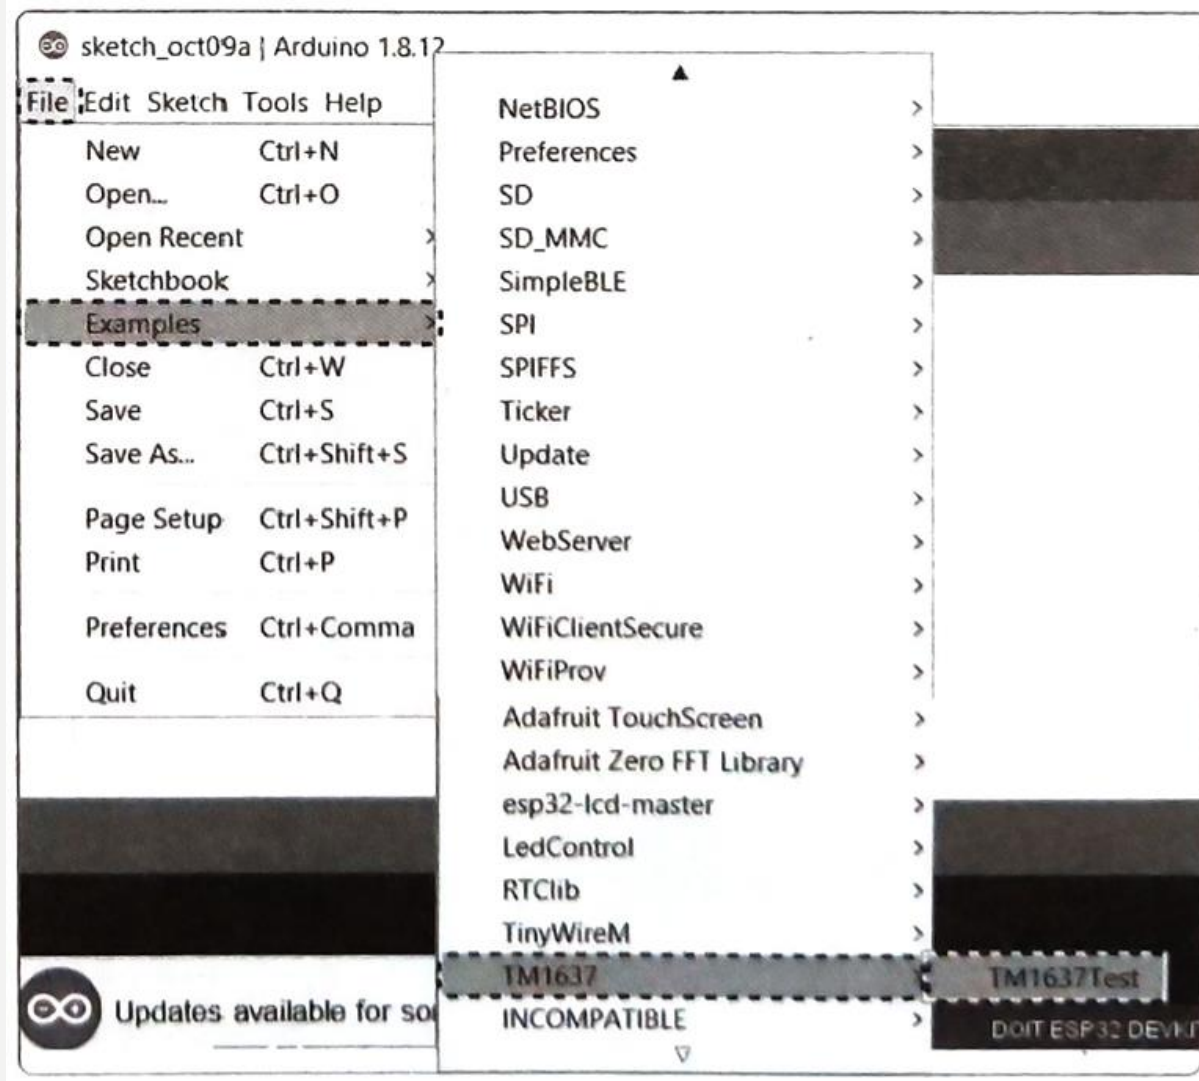 sketch_oct09a | Arduino 1.8.12
File Edit Sketch Tools Help
New Ctrl+N
Open... Ctrl+O
Open Recent
Sketchbook
Examples
Close Ctrl+W
Save Ctrl+S
Save As... Ctrl+Shift+S
Page Setup Ctrl+Shift+P
Print Ctrl+P
Preferences Ctrl+Comma
Quit Ctrl+Q
NetBIOS
Preferences
SD
SD_MMC
SimpleBLE
SPI
SPIFFS
Ticker
Update
USB
WebServer
WiFi
WiFiClientSecure
WiFiProv
Adafruit TouchScreen
Adafruit Zero FFT Library
esp32-lcd-master
LedControl
RTClib
TinyWireM
TM1637
INCOMPATIBLE
TM1637Test
Updates available for
DOIT ESP32